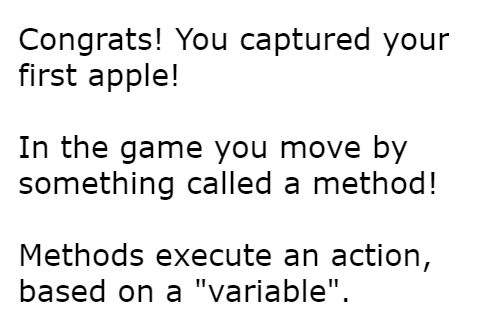 Congrats! You captured your
first apple!
In the game you move by
something called a method!
Methods execute an action,
based on a "variable".